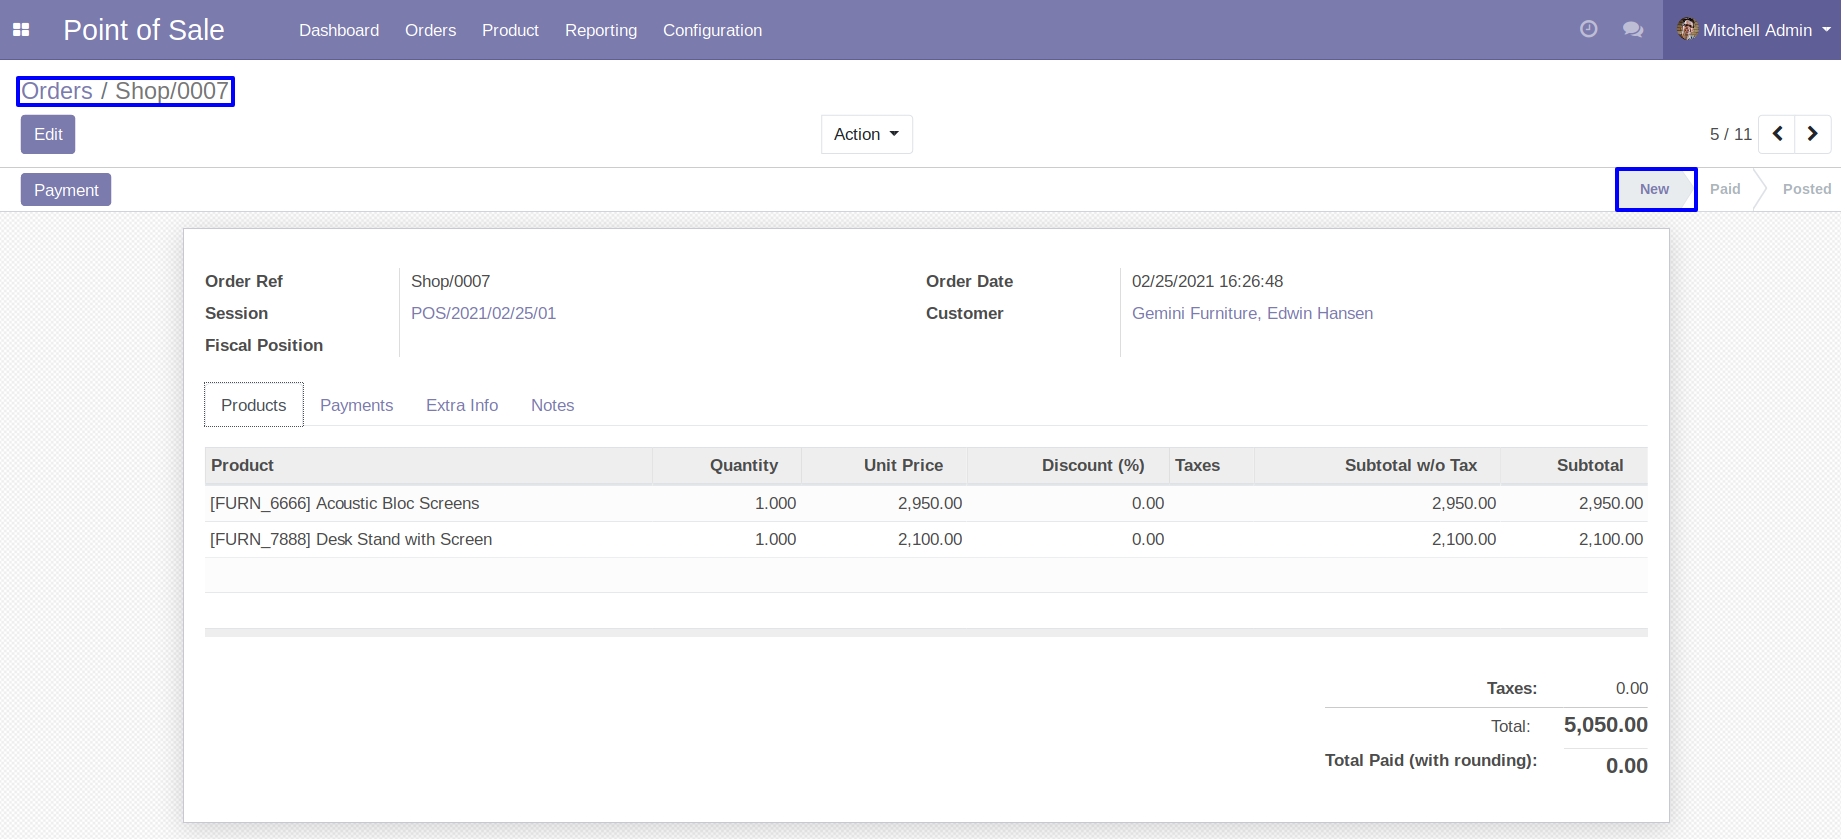 Point of Sale Dashboard Orders Product Reporting Configuration Mitchell Admin
Orders / Shop/0007
Edit Action 5 / 11
Payment New Paid Posted
Order Ref Shop/0007 Order Date 02/25/2021 16:26:48
Session POS/2021/02/25/01 Customer Gemini Furniture, Edwin Hansen
Fiscal Position
Products Payments Extra Info Notes
Product Quantity Unit Price Discount (%) Taxes Subtotal w/o Tax Subtotal
[FURN_6666] Acoustic Bloc Screens 1.000 2,950.00 0.00 2,950.00 2,950.00
[FURN_7888] Desk Stand with Screen 1.000 2,100.00 0.00 2,100.00 2,100.00
Taxes: 0.00
Total: 5,050.00
Total Paid (with rounding): 0.00